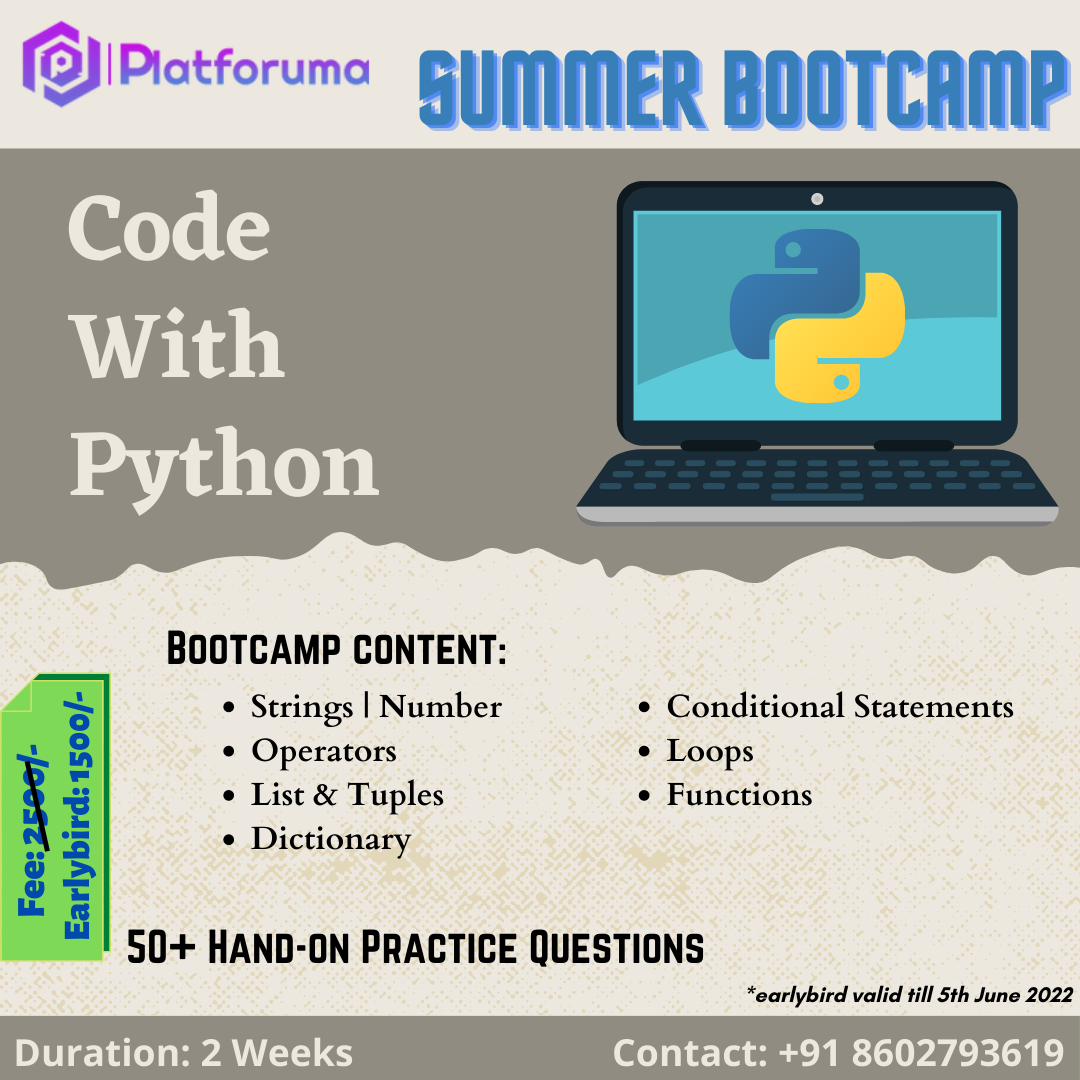 Platforuma
SUMMER BOOTCAMP
Code
With
Python
Bootcamp content:
Strings | Number
Operators
List & Tuples
Dictionary
Conditional Statements
Loops
Functions
Fee: 2500/-
Earlybird: 1500/-
50+ Hand-on Practice Questions
*earlybird valid till 5th June 2022
Duration: 2 Weeks
Contact: +91 8602793619